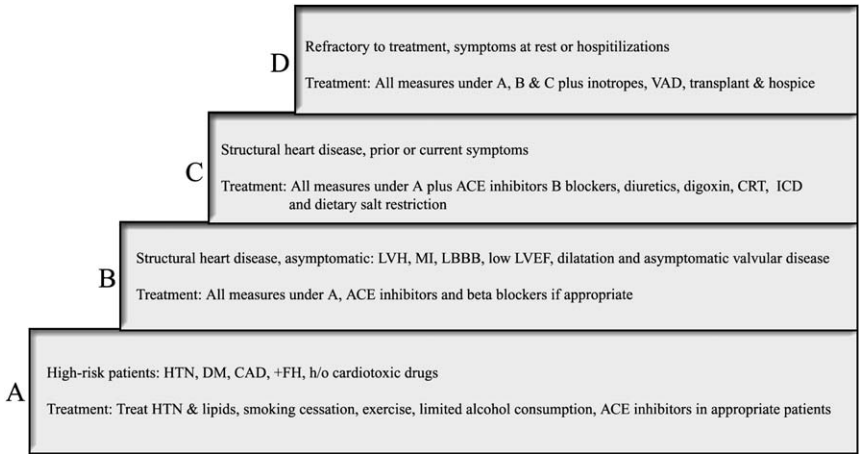 D
Refractory to treatment, symptoms at rest or hospitilizations
Treatment: All measures under A, B & C plus inotropes, VAD, transplant & hospice
C
Structural heart disease, prior or current symptoms
Treatment: All measures under A plus ACE inhibitors B blockers, diuretics, digoxin, CRT, ICD
and dietary salt restriction
B
Structural heart disease, asymptomatic: LVH, MI, LBBB, low LVEF, dilatation and asymptomatic valvular disease
Treatment: All measures under A, ACE inhibitors and beta blockers if appropriate
A
High-risk patients: HTN, DM, CAD, +FH, h/o cardiotoxic drugs
Treatment: Treat HTN & lipids, smoking cessation, exercise, limited alcohol consumption, ACE inhibitors in appropriate patients